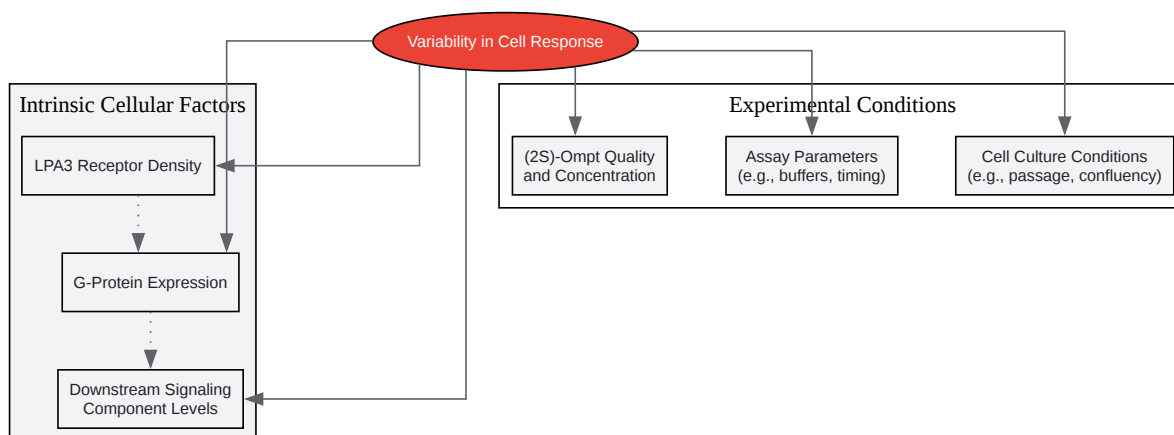 Variability in Cell Response
Intrinsic Cellular Factors
LPA3 Receptor Density
G-Protein Expression
Downstream Signaling
Component Levels
Experimental Conditions
(2S)-Ompt Quality
and Concentration
Assay Parameters
(e.g., buffers, timing)
Cell Culture Conditions
(e.g., passage, confluency)